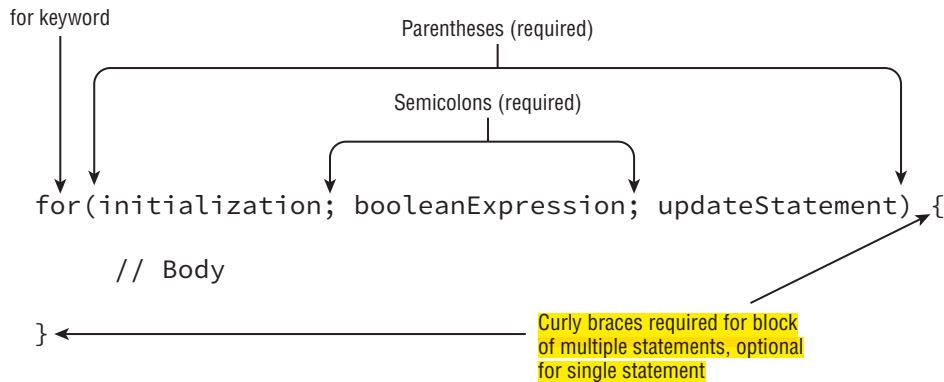 for keyword
Parentheses (required)
Semicolons (required)
for(initialization; booleanExpression; updateStatement) {
// Body
}
Curly braces required for block
of multiple statements, optional
for single statement